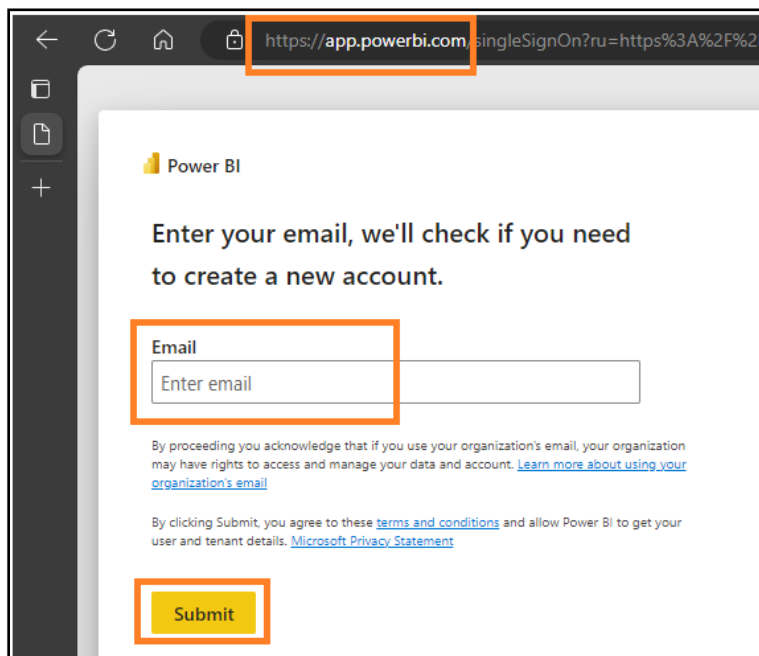 https://app.powerbi.com/singleSignOn?ru=https%3A%2F%2
Power BI
Enter your email, we'll check if you need
to create a new account.
Email
Enter email
By proceeding you acknowledge that if you use your organization's email, your organization
may have rights to access and manage your data and account. Learn more about using your
organization's email
By clicking Submit, you agree to these terms and conditions and allow Power BI to get your
user and tenant details. Microsoft Privacy Statement
Submit